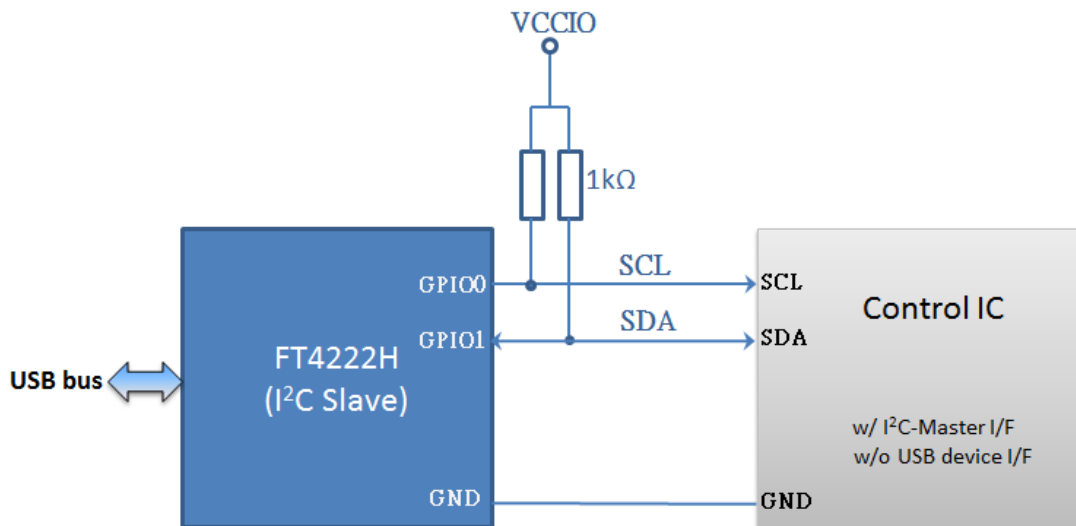 VCCIO
1kΩ
GPIO0
SCL
SCL
GPIO1
SDA
SDA
Control IC
USB bus
FT4222H
(I²C Slave)
w/ I²C-Master I/F
w/o USB device I/F
GND
GND